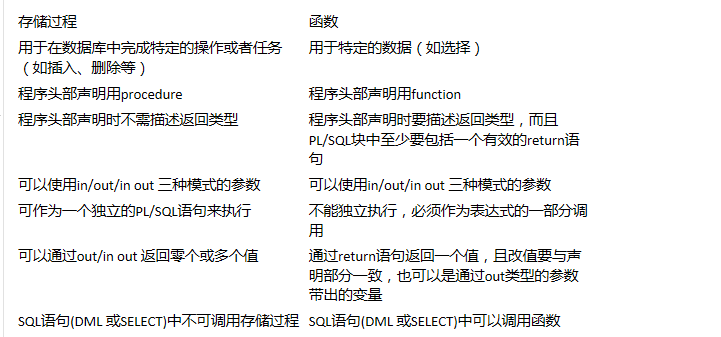 存储过程 函数
用于在数据库中完成特定的操作或者任务 用于特定的数据（如选择）
（如插入、删除等）
程序头部声明用procedure 程序头部声明用function
程序头部声明时不需描述返回类型 程序头部声明时要描述返回类型，而且
PL/SQL块中至少要包括一个有效的return语
句
可以使用in/out/in out 三种模式的参数 可以使用in/out/in out 三种模式的参数
可作为一个独立的PL/SQL语句来执行 不能独立执行，必须作为表达式的一部分调
用
可以通过out/in out 返回零个或多个值 通过return语句返回一个值，且改值要与声
明部分一致，也可以是通过out类型的参数
带出的变量
SQL语句(DML 或SELECT)中不可调用存储过程 SQL语句(DML 或SELECT)中可以调用函数